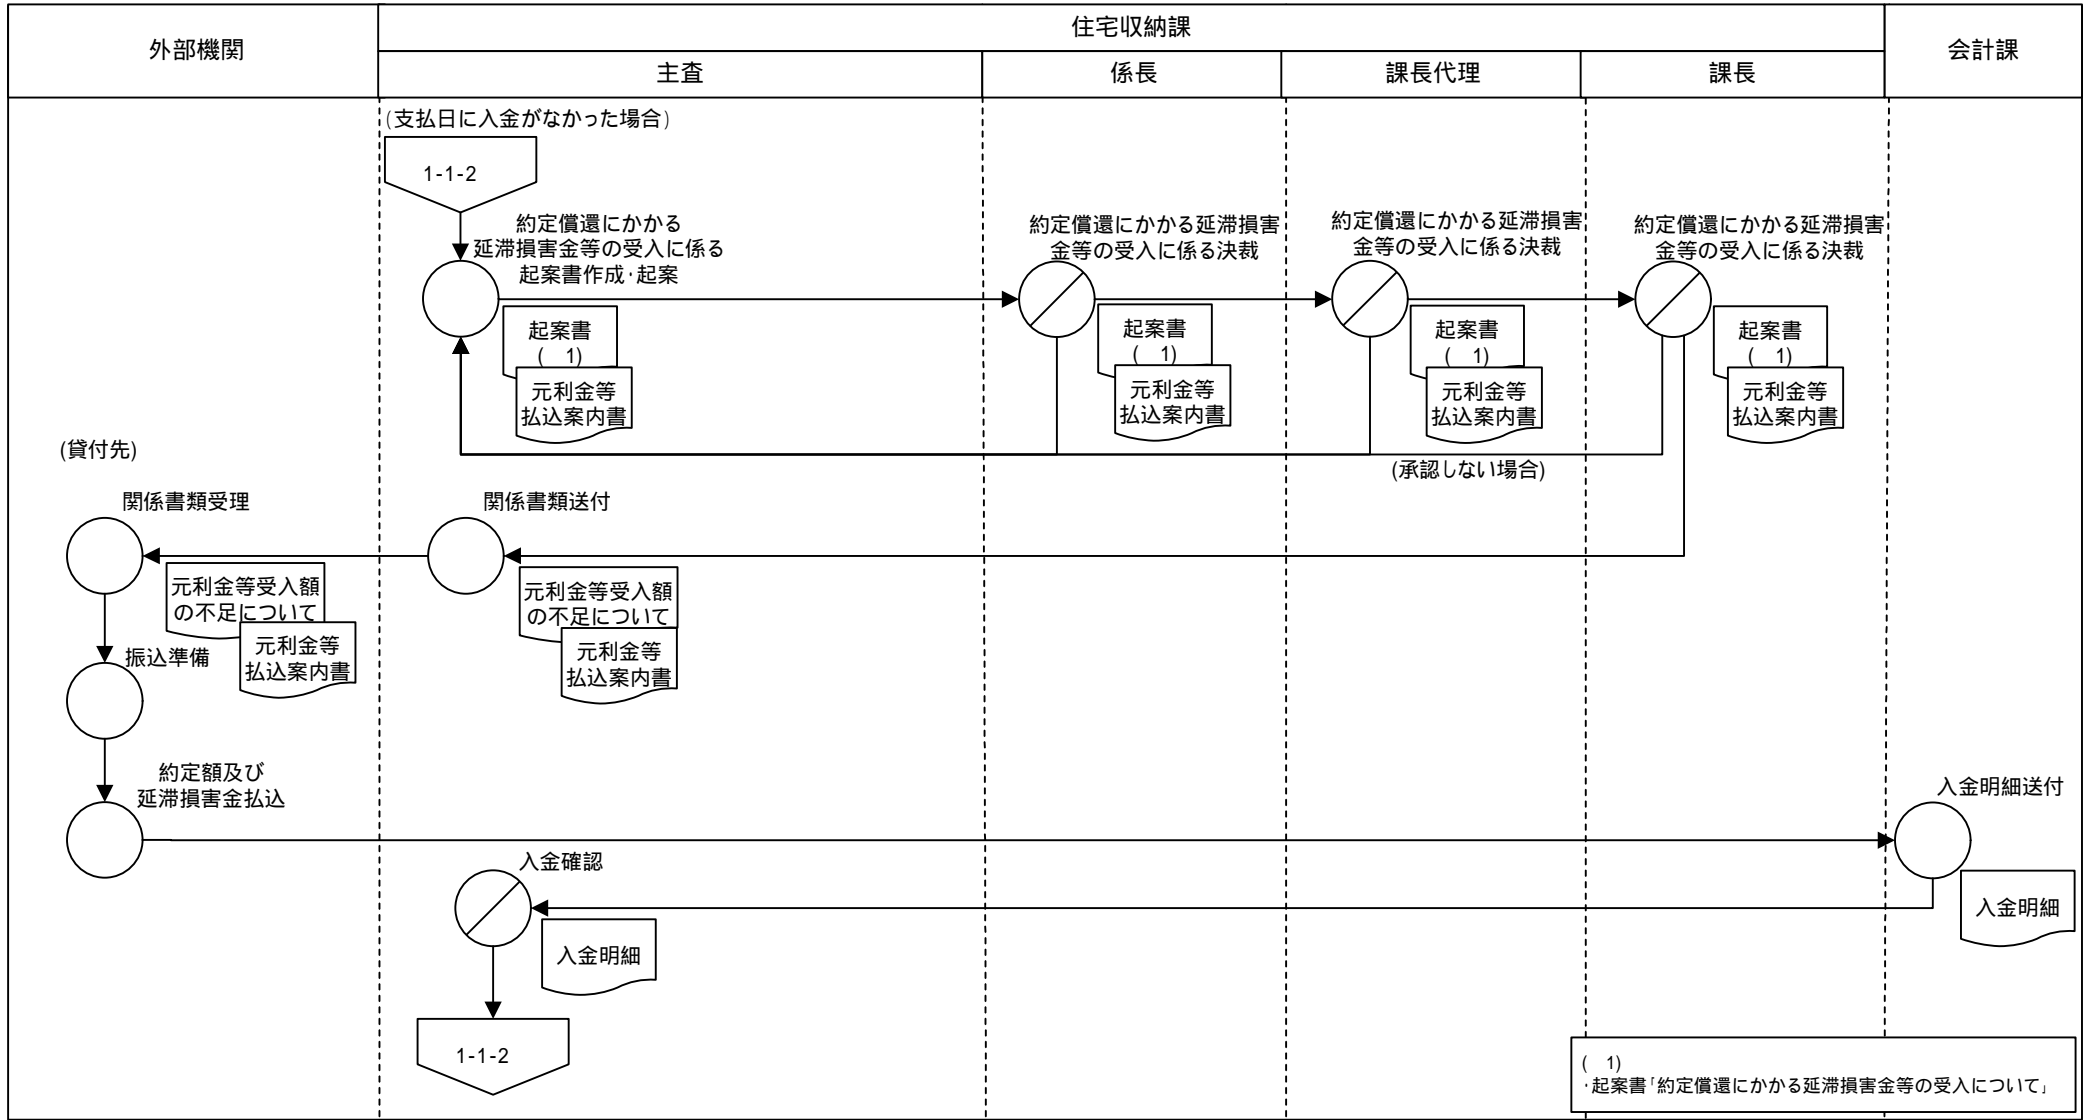 外部機関
住宅収納課
会計課
主査
係長
課長代理
課長
(支払日に入金がなかった場合)
1-1-2
約定償還にかかる
延滞損害金等の受入に係る
起案書作成・起案
約定償還にかかる延滞損害
金等の受入に係る決裁
約定償還にかかる延滞損害
金等の受入に係る決裁
約定償還にかかる延滞損害
金等の受入に係る決裁
起案書
(　1)
元利金等
払込案内書
起案書
(　1)
元利金等
払込案内書
起案書
(　1)
元利金等
払込案内書
起案書
(　1)
元利金等
払込案内書
(承認しない場合)
(貸付先)
関係書類受理
関係書類送付
元利金等受入額
の不足について
元利金等
払込案内書
元利金等受入額
の不足について
元利金等
払込案内書
振込準備
約定額及び
延滞損害金払込
入金明細送付
入金明細
入金確認
入金明細
1-1-2
(　1)
・起案書「約定償還にかかる延滞損害金等の受入について」